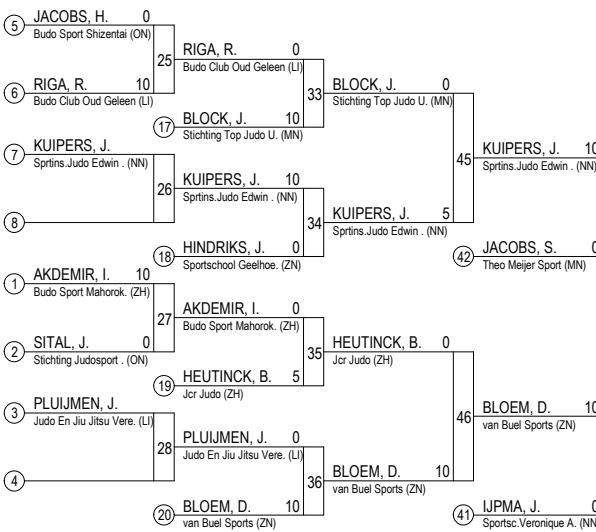 5 JACOBS, H. 0
Budo Sport Shizentai (ON)
25
RIGA, R. 0
Budo Club Oud Geleen (LI)
6 RIGA, R. 10
Budo Club Oud Geleen (LI)
33
BLOCK, J. 0
Stichting Top Judo U. (MN)
17 BLOCK, J. 10
Stichting Top Judo U. (MN)
7 KUIPERS, J.
Sprtins.Judo Edwin . (NN)
45
KUIPERS, J. 10
Sprtins.Judo Edwin . (NN)
26
KUIPERS, J. 10
Sprtins.Judo Edwin . (NN)
8
34
KUIPERS, J. 5
Sprtins.Judo Edwin . (NN)
18 HINDRIKS, J. 0
Sportschool Geelhoe. (ZN)
42 JACOBS, S. 0
Theo Meijer Sport (MN)
1 AKDEMIR, I. 10
Budo Sport Mahorok. (ZH)
27
AKDEMIR, I. 0
Budo Sport Mahorok. (ZH)
2 SITAL, J. 0
Stichting Judosport . (ON)
35
HEUTINCK, B. 0
Jcr Judo (ZH)
19 HEUTINCK, B. 5
Jcr Judo (ZH)
3 PLUIJMEN, J.
Judo En Jiu Jitsu Vere. (LI)
46
BLOEM, D. 10
van Buel Sports (ZN)
28
PLUIJMEN, J. 0
Judo En Jiu Jitsu Vere. (LI)
4
36
BLOEM, D. 10
van Buel Sports (ZN)
20 BLOEM, D. 10
van Buel Sports (ZN)
41 IJPMA, J. 0
Sportsc.Veronique A. (NN)